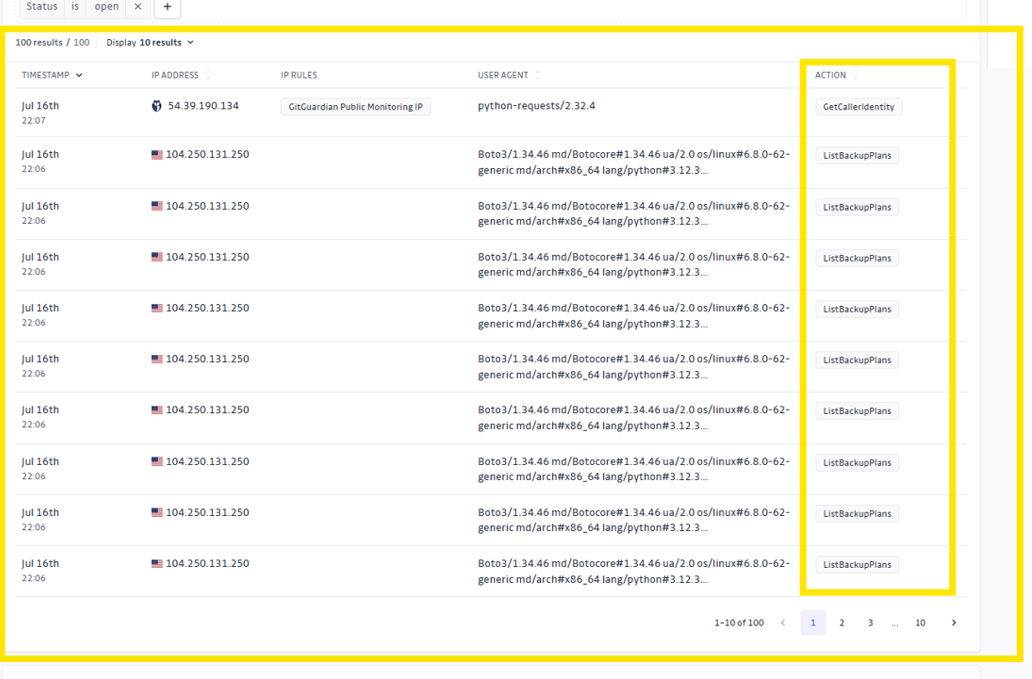 Status is open × +
100 results / 100 Display 10 results
TIMESTAMP IP ADDRESS IP RULES USER AGENT ACTION
Jul 16th 54.39.190.134 GitGuardian Public Monitoring IP python-requests/2.32.4 GetCallerIdentity
22:07
Jul 16th 104.250.131.250 Boto3/1.34.46 md/Botocore#1.34.46 ua/2.0 os/linux#6.8.0-62- ListBackupPlans
22:06 generic md/arch#x86_64 lang/python#3.12.3...
Jul 16th 104.250.131.250 Boto3/1.34.46 md/Botocore#1.34.46 ua/2.0 os/linux#6.8.0-62- ListBackupPlans
22:06 generic md/arch#x86_64 lang/python#3.12.3...
Jul 16th 104.250.131.250 Boto3/1.34.46 md/Botocore#1.34.46 ua/2.0 os/linux#6.8.0-62- ListBackupPlans
22:06 generic md/arch#x86_64 lang/python#3.12.3...
Jul 16th 104.250.131.250 Boto3/1.34.46 md/Botocore#1.34.46 ua/2.0 os/linux#6.8.0-62- ListBackupPlans
22:06 generic md/arch#x86_64 lang/python#3.12.3...
Jul 16th 104.250.131.250 Boto3/1.34.46 md/Botocore#1.34.46 ua/2.0 os/linux#6.8.0-62- ListBackupPlans
22:06 generic md/arch#x86_64 lang/python#3.12.3...
Jul 16th 104.250.131.250 Boto3/1.34.46 md/Botocore#1.34.46 ua/2.0 os/linux#6.8.0-62- ListBackupPlans
22:06 generic md/arch#x86_64 lang/python#3.12.3...
Jul 16th 104.250.131.250 Boto3/1.34.46 md/Botocore#1.34.46 ua/2.0 os/linux#6.8.0-62- ListBackupPlans
22:06 generic md/arch#x86_64 lang/python#3.12.3...
Jul 16th 104.250.131.250 Boto3/1.34.46 md/Botocore#1.34.46 ua/2.0 os/linux#6.8.0-62- ListBackupPlans
22:06 generic md/arch#x86_64 lang/python#3.12.3...
Jul 16th 104.250.131.250 Boto3/1.34.46 md/Botocore#1.34.46 ua/2.0 os/linux#6.8.0-62- ListBackupPlans
22:06 generic md/arch#x86_64 lang/python#3.12.3...
1–10 of 100 < 1 2 3 ... 10 >